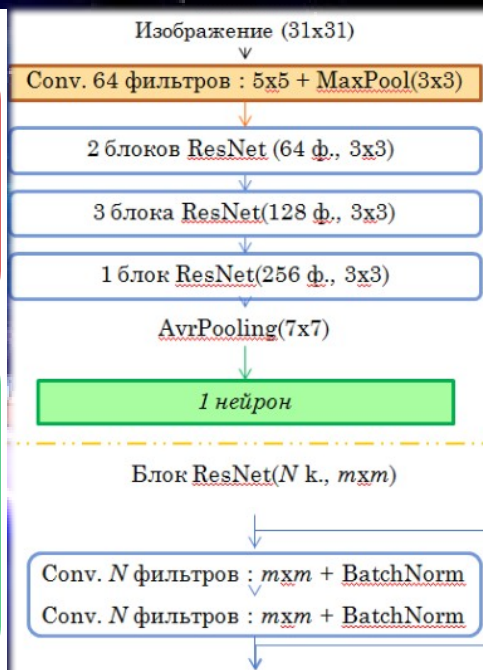 Изображение (31x31)
Conv. 64 фильтров : 5x5 + MaxPool(3x3)
2 блоков ResNet (64 ф., 3x3)
3 блока ResNet(128 ф., 3x3)
1 блок ResNet(256 ф., 3x3)
AvrPooling(7x7)
1 нейрон
Блок ResNet(N k., mxm)
Conv. N фильтров : mxm + BatchNorm
Conv. N фильтров : mxm + BatchNorm